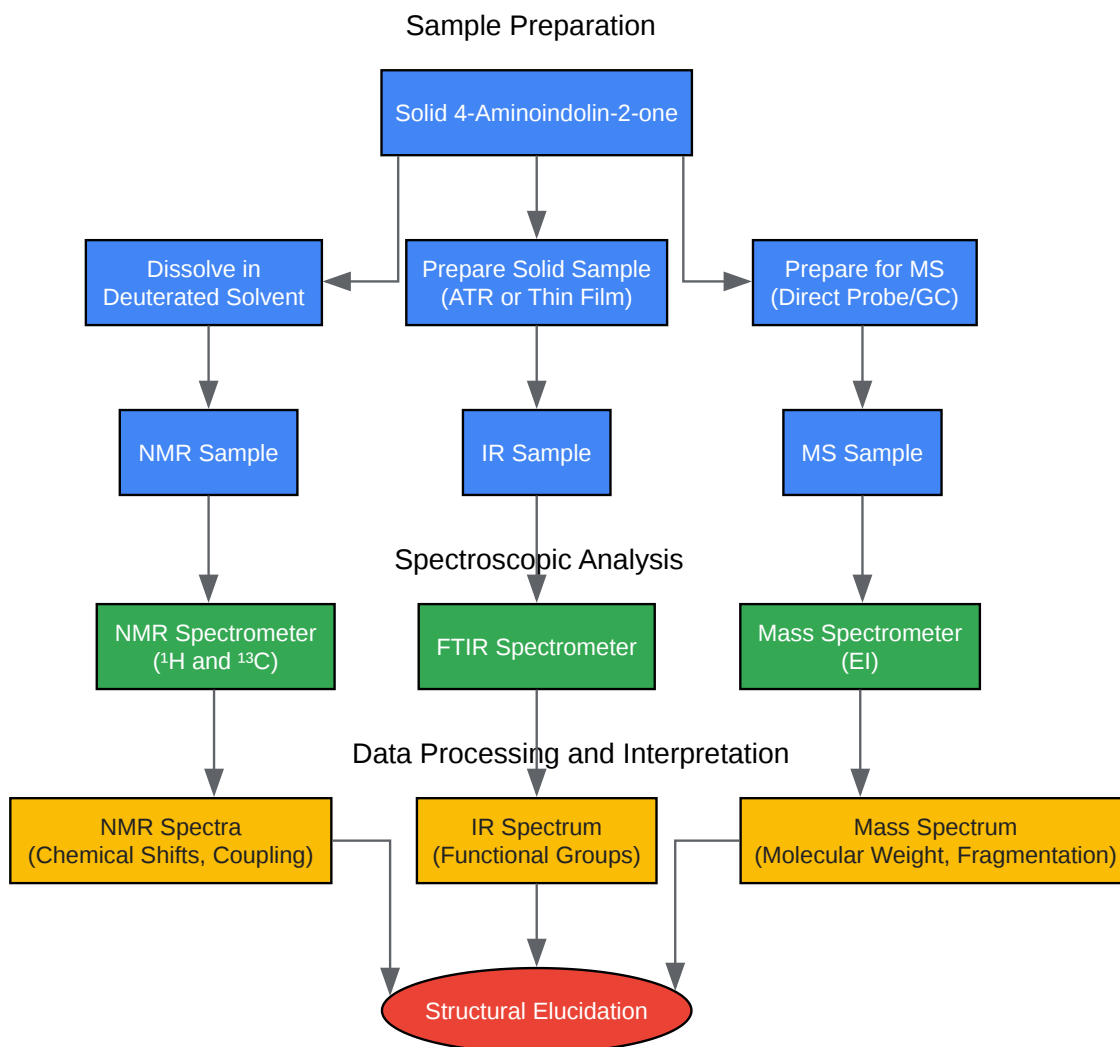 Sample Preparation
Solid 4-Aminoindolin-2-one
Dissolve in
Deuterated Solvent
Prepare Solid Sample
(ATR or Thin Film)
Prepare for MS
(Direct Probe/GC)
NMR Sample
IR Sample
MS Sample
Spectroscopic Analysis
NMR Spectrometer
(¹H and ¹³C)
FTIR Spectrometer
Mass Spectrometer
(EI)
Data Processing and Interpretation
NMR Spectra
(Chemical Shifts, Coupling)
IR Spectrum
(Functional Groups)
Mass Spectrum
(Molecular Weight, Fragmentation)
Structural Elucidation